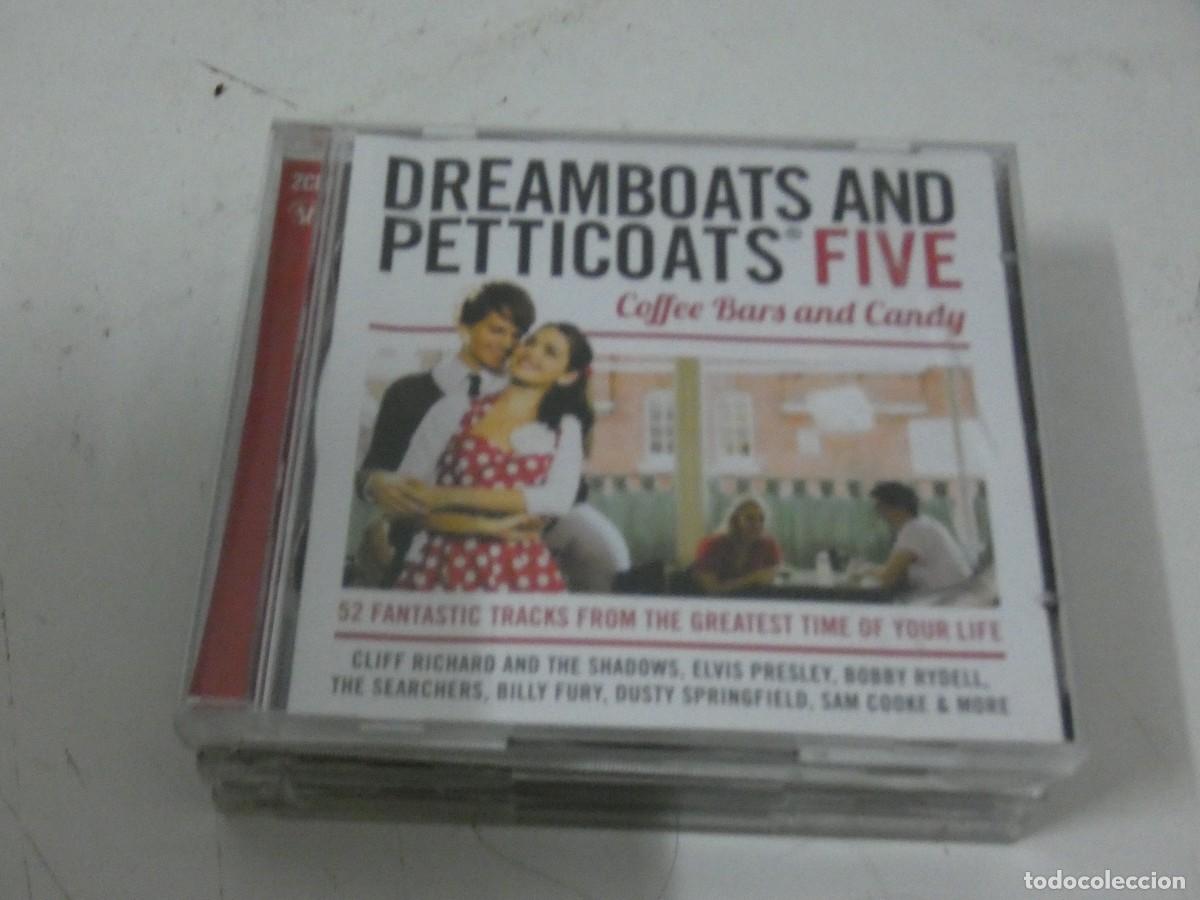 2CD
DREAMBOATS AND
PETTICOATS® FIVE
Coffee Bars and Candy
52 FANTASTIC TRACKS FROM THE GREATEST TIME OF YOUR LIFE
CLIFF RICHARD AND THE SHADOWS, ELVIS PRESLEY, BOBBY RYDELL,
THE SEARCHERS, BILLY FURY, DUSTY SPRINGFIELD, SAM COOKE & MORE
todocoleccion